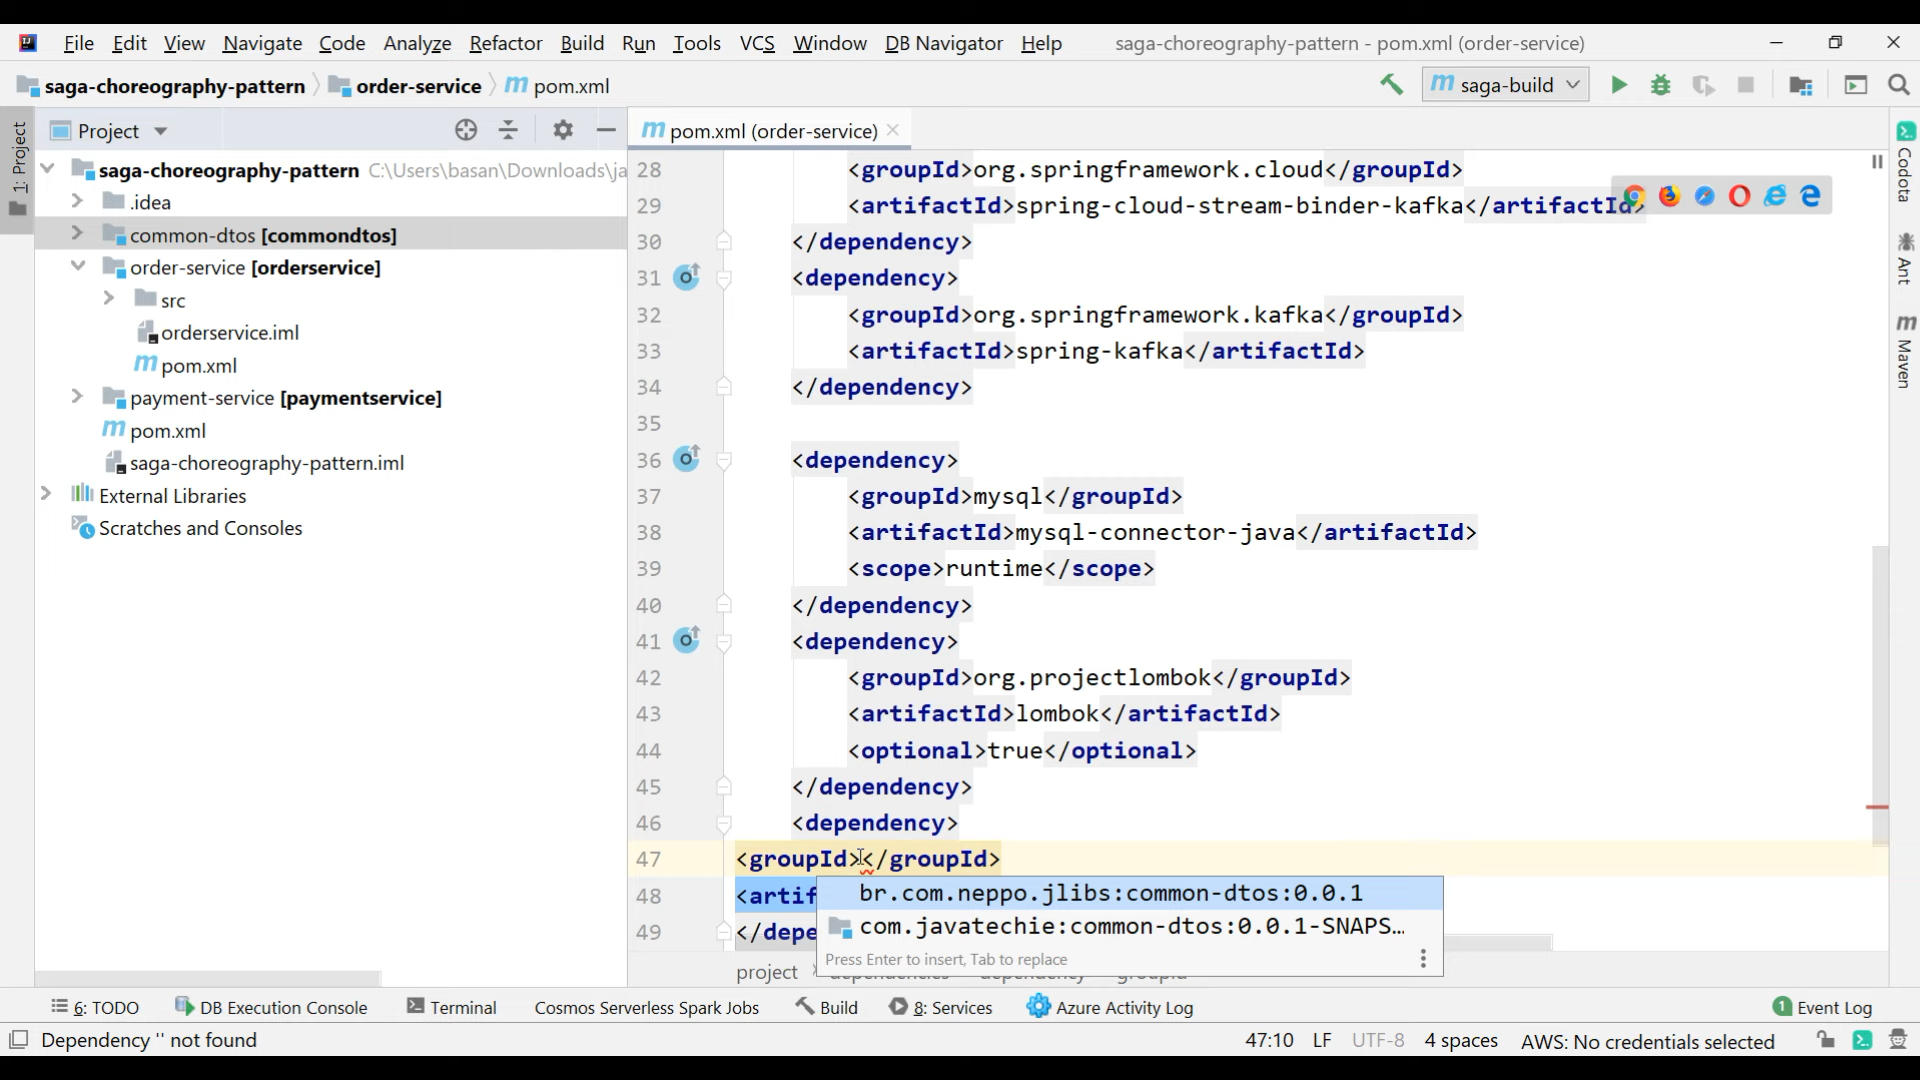 File Edit View Navigate Code Analyze Refactor Build Run Tools VCS Window DB Navigator Help saga-choreography-pattern - pom.xml (order-service)
saga-choreography-pattern order-service pom.xml saga-build
Project pom.xml (order-service)
1: Project
saga-choreography-pattern C:\Users\basan\Downloads\ja
.idea
common-dtos [commondtos]
order-service [orderservice]
src
orderservice.iml
pom.xml
payment-service [paymentservice]
pom.xml
saga-choreography-pattern.iml
External Libraries
Scratches and Consoles
28 <groupId>org.springframework.cloud</groupId>
29 <artifactId>spring-cloud-stream-binder-kafka</artifactId>
30 </dependency>
31 <dependency>
32 <groupId>org.springframework.kafka</groupId>
33 <artifactId>spring-kafka</artifactId>
34 </dependency>
35
36 <dependency>
37 <groupId>mysql</groupId>
38 <artifactId>mysql-connector-java</artifactId>
39 <scope>runtime</scope>
40 </dependency>
41 <dependency>
42 <groupId>org.projectlombok</groupId>
43 <artifactId>lombok</artifactId>
44 <optional>true</optional>
45 </dependency>
46 <dependency>
47 <groupId></groupId>
48 <artif
49 </depe
br.com.neppo.jlibs:common-dtos:0.0.1
com.javatechie:common-dtos:0.0.1-SNAPS...
Press Enter to insert, Tab to replace
project
Codota
Ant
Maven
6: TODO DB Execution Console Terminal Cosmos Serverless Spark Jobs Build 8: Services Azure Activity Log 1 Event Log
Dependency '' not found 47:10 LF UTF-8 4 spaces AWS: No credentials selected